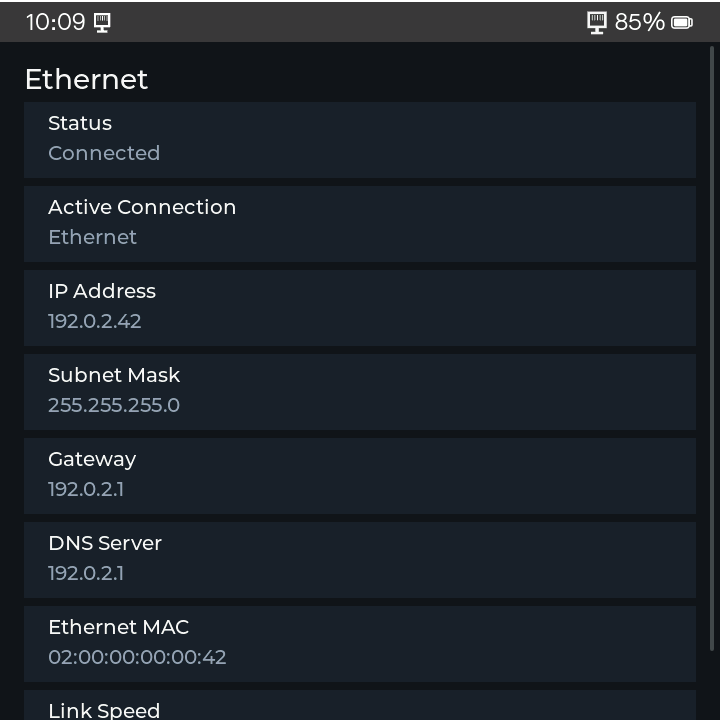 10:09
85%
Ethernet
Status
Connected
Active Connection
Ethernet
IP Address
192.0.2.42
Subnet Mask
255.255.255.0
Gateway
192.0.2.1
DNS Server
192.0.2.1
Ethernet MAC
02:00:00:00:00:42
Link Speed